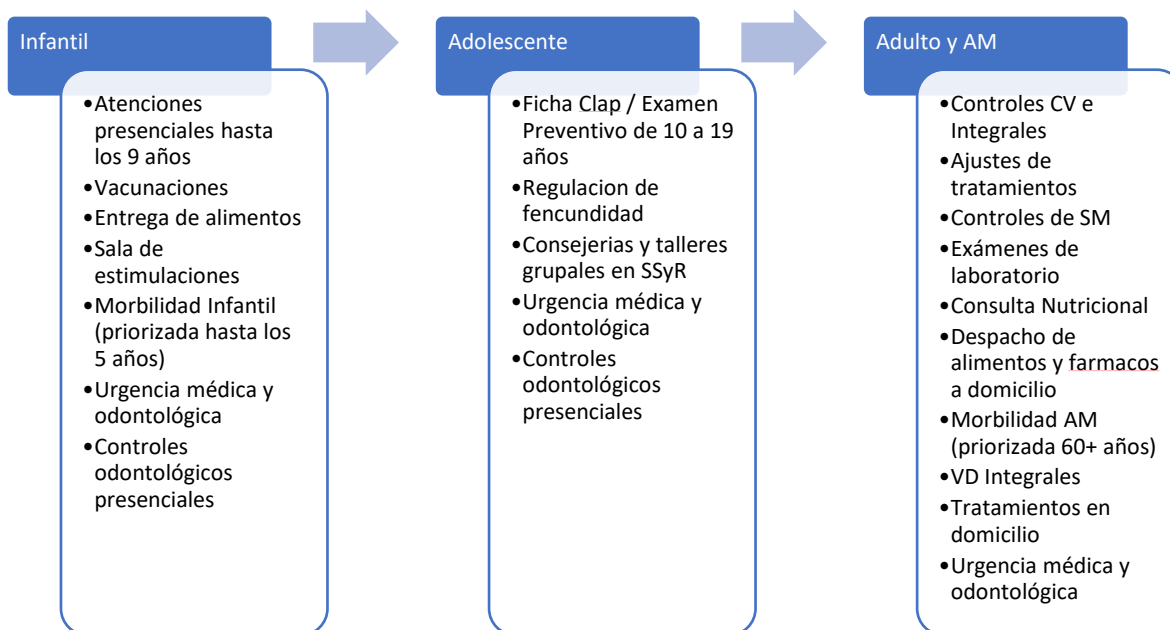 Infantil
•Atenciones
presenciales hasta
los 9 años
•Vacunaciones
•Entrega de alimentos
•Sala de
estimulaciones
•Morbilidad Infantil
(priorizada hasta los
5 años)
•Urgencia médica y
odontológica
•Controles
odontológicos
presenciales
Adolescente
•Ficha Clap / Examen
Preventivo de 10 a 19
años
•Regulacion de
fencundidad
•Consejerias y talleres
grupales en SSyR
•Urgencia médica y
odontológica
•Controles
odontológicos
presenciales
Adulto y AM
•Controles CV e
Integrales
•Ajustes de
tratamientos
•Controles de SM
•Exámenes de
laboratorio
•Consulta Nutricional
•Despacho de
alimentos y farmacos
a domicilio
•Morbilidad AM
(priorizada 60+ años)
•VD Integrales
•Tratamientos en
domicilio
•Urgencia médica y
odontológica